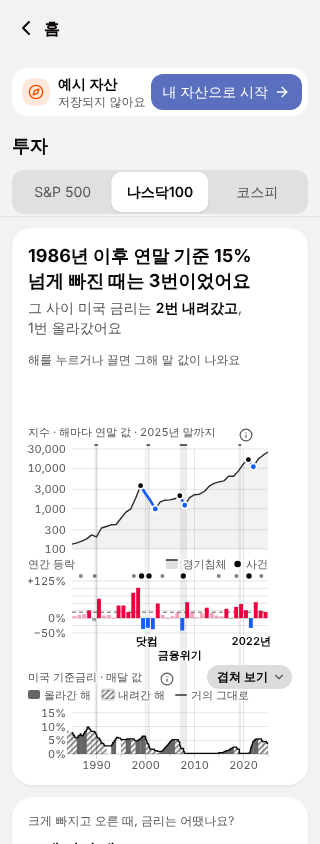 홈
예시 자산
저장되지 않아요
내 자산으로 시작
투자
S&P 500
나스닥100
코스피
1986년 이후 연말 기준 15%
넘게 빠진 때는 3번이었어요
그 사이 미국 금리는 2번 내려갔고,
1번 올라갔어요
해를 누르거나 끌면 그해 말 값이 나와요
지수 · 해마다 연말 값 · 2025년 말까지
30,000
10,000
3,000
1,000
300
100
연간 등락
경기침체
사건
+125%
0%
−50%
닷컴
2022년
금융위기
미국 기준금리 · 매달 값
겹쳐 보기
올라간 해
내려간 해
거의 그대로
15%
10%
5%
0%
1990
2000
2010
2020
크게 빠지고 오른 때, 금리는 어땠나요?